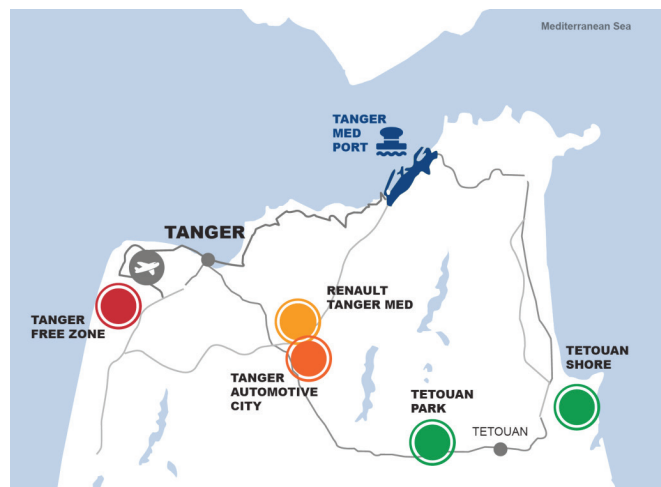 Mediterranean Sea
TANGER
MED
PORT
TANGER
RENAULT
TANGER MED
TANGER
FREE ZONE
TETOUAN
SHORE
TANGER
AUTOMOTIVE
CITY
TETOUAN
PARK
TETOUAN